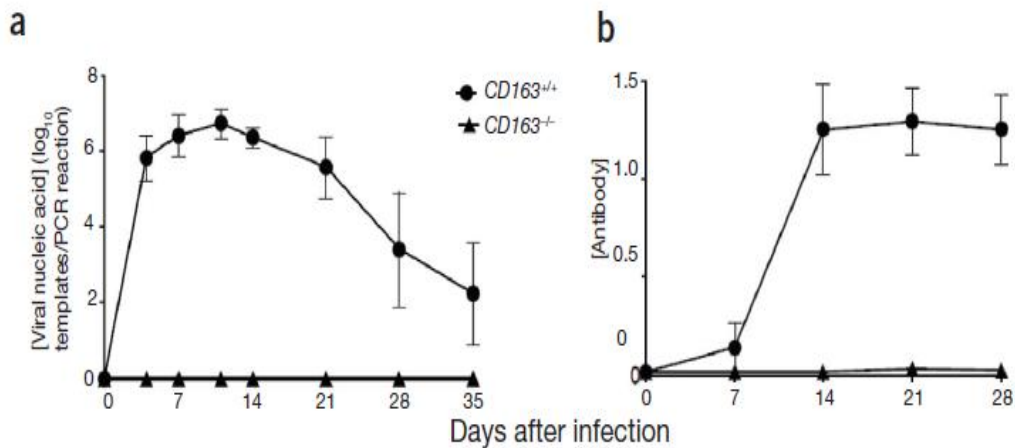 a
b
[Viral nucleic acid] (log₁₀
templates/PCR reaction)
8
6
4
2
0
0 7 14 21 28 35
CD163⁺/⁺
CD163⁻/⁻
[Antibody]
1.5
1.0
0.5
0
0
0 7 14 21 28
Days after infection